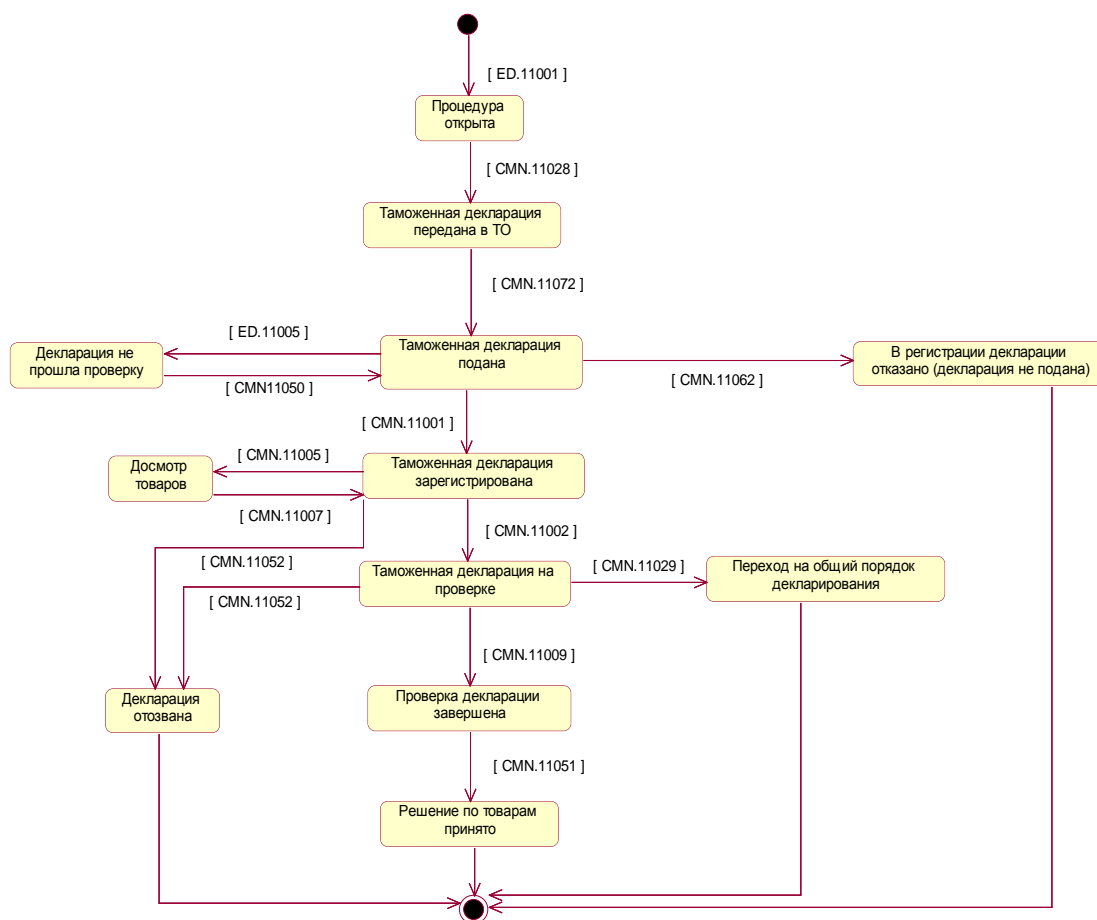 [ ED.11001 ]
Процедура
открыта
[ CMN.11028 ]
Таможенная декларация
передана в ТО
[ CMN.11072 ]
[ ED.11005 ]
Декларация не
прошла проверку
[ CMN11050 ]
Таможенная декларация
подана
[ CMN.11062 ]
В регистрации декларации
отказано (декларация не подана)
[ CMN.11001 ]
Досмотр
товаров
[ CMN.11005 ]
[ CMN.11007 ]
Таможенная декларация
зарегистрирована
[ CMN.11002 ]
[ CMN.11052 ]
[ CMN.11052 ]
Таможенная декларация на
проверке
[ CMN.11029 ]
Переход на общий порядок
декларирования
[ CMN.11009 ]
Декларация
отозвана
Проверка декларации
завершена
[ CMN.11051 ]
Решение по товарам
принято